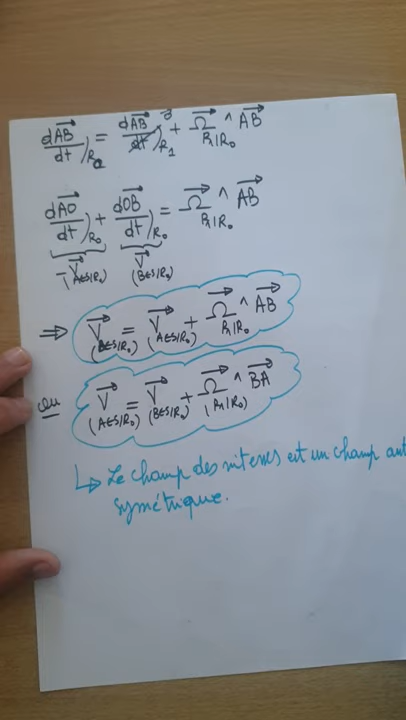 dAB/dt /R₀ = dAB/dt /R₁ + Ω R₁/R₀ ^ AB
dAO/dt /R₀ + dOB/dt /R₀ = Ω R₁/R₀ ^ AB
-V(A∈S/R₀) V(B∈S/R₀)
⇒ V(B∈S/R₀) = V(A∈S/R₀) + Ω R₁/R₀ ^ AB
ou V(A∈S/R₀) = V(B∈S/R₀) + Ω (R₁/R₀) ^ BA
↳ Le champ des vitesses est un champ ant
symétrique.